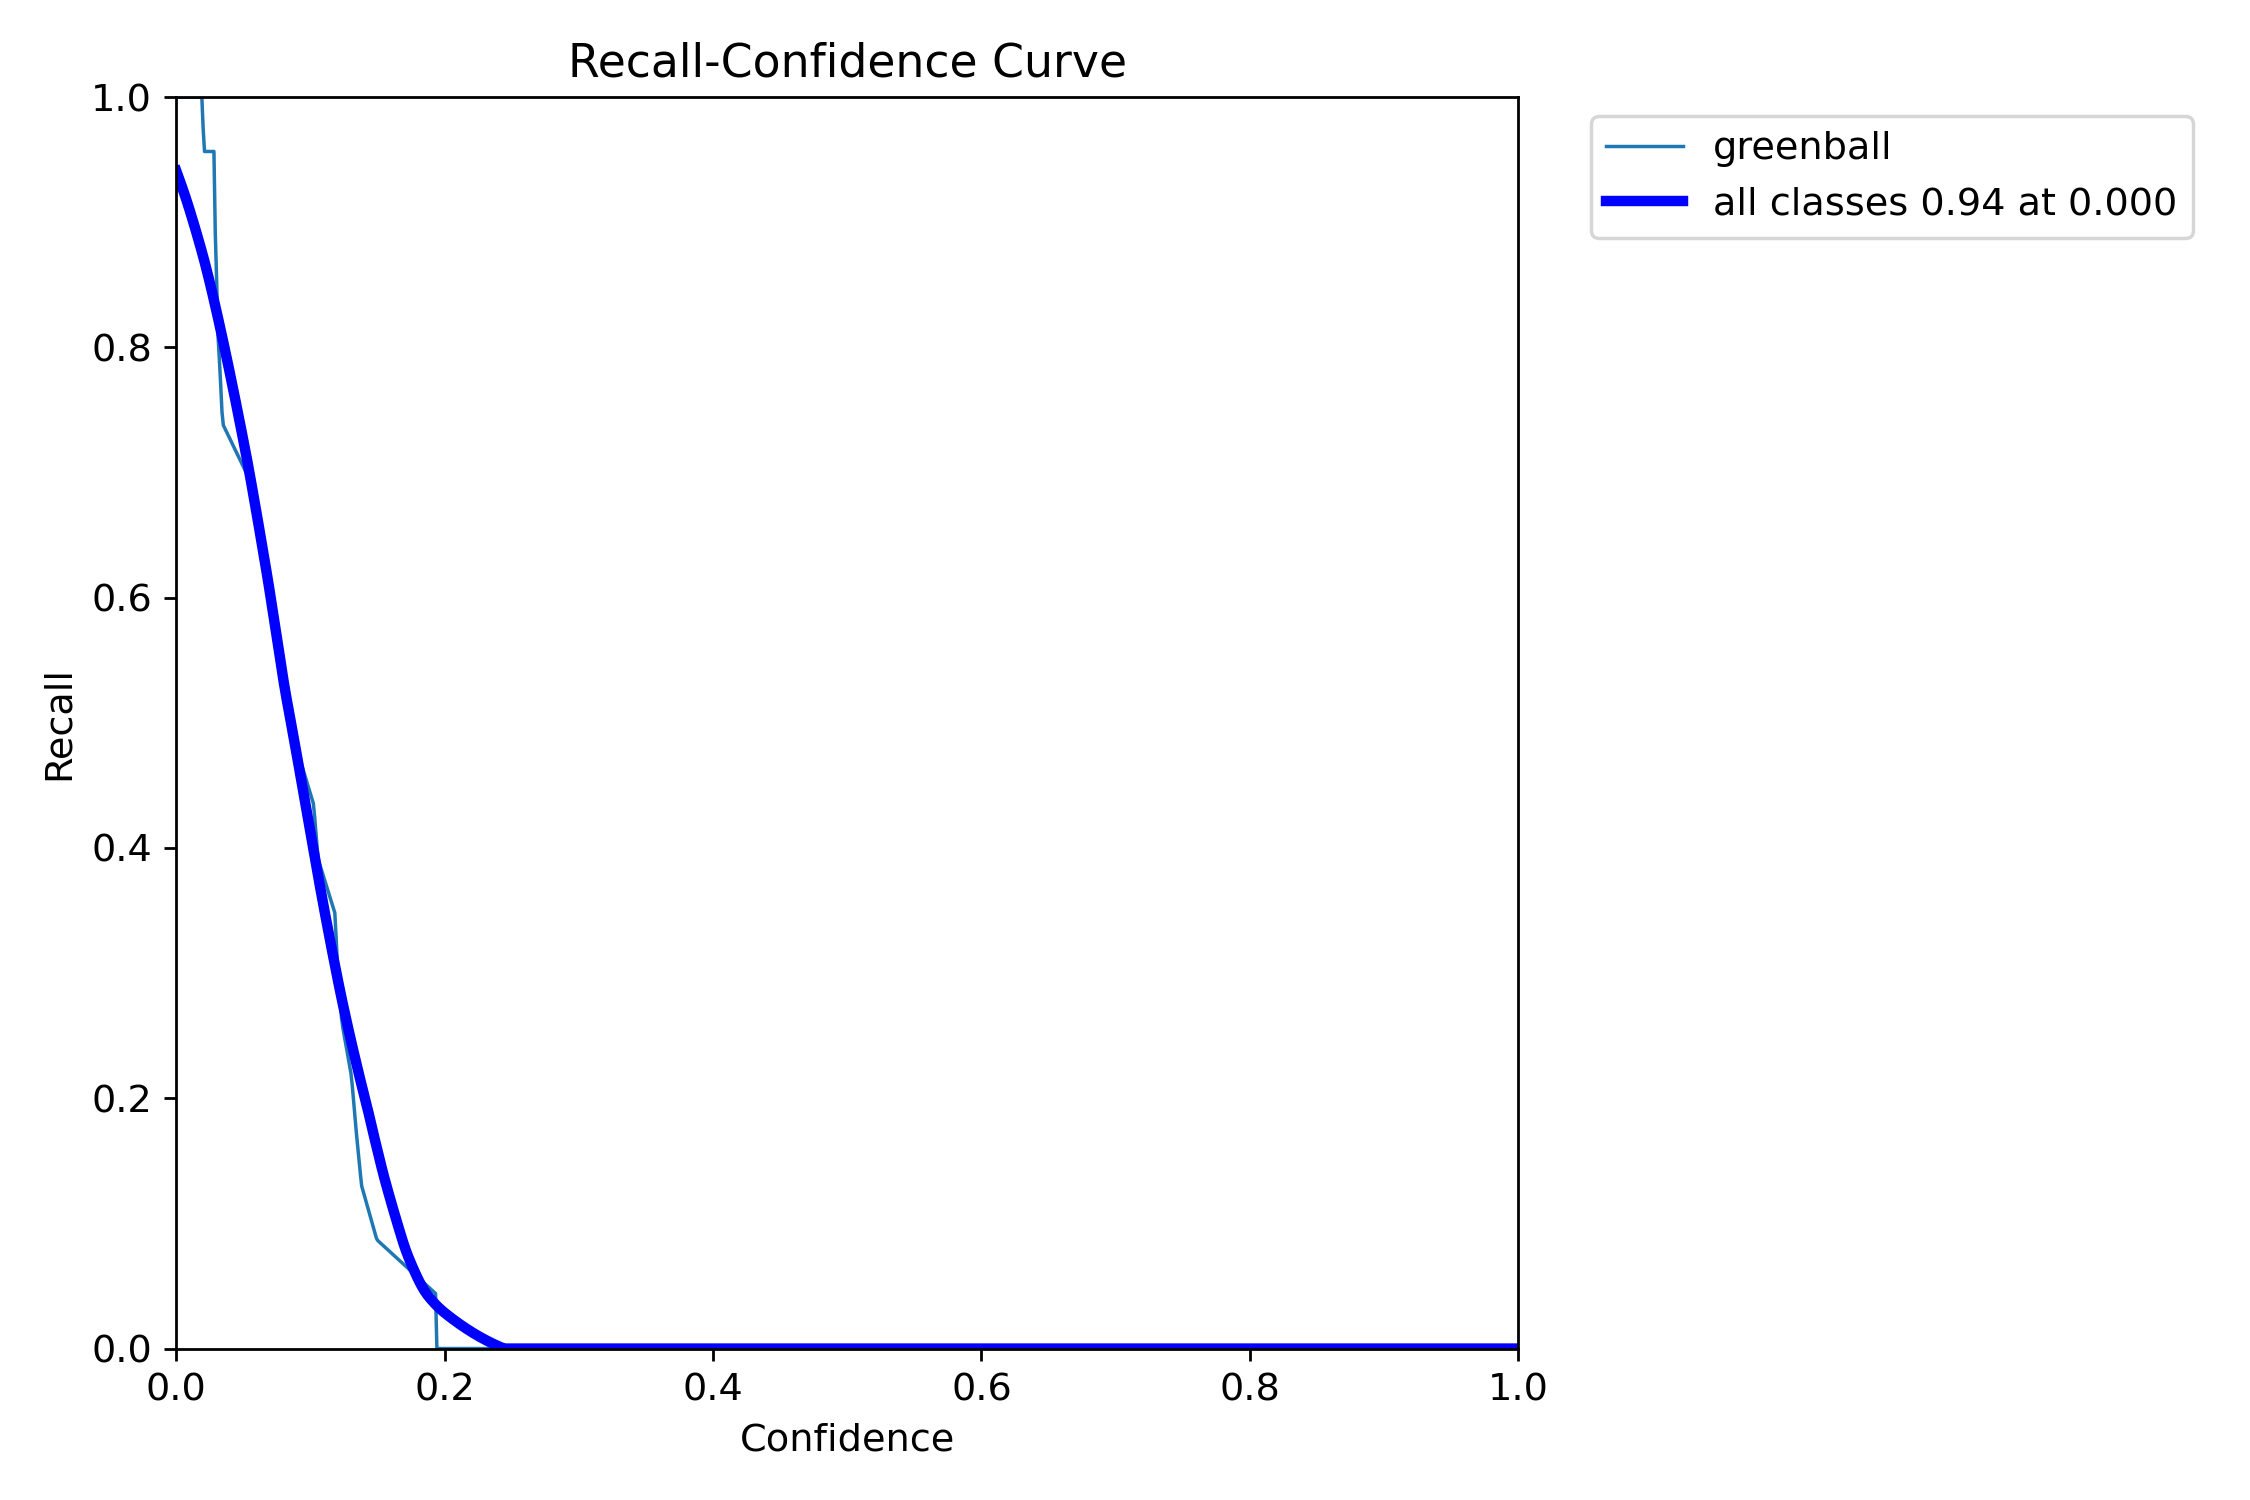 Recall-Confidence Curve
greenball
all classes 0.94 at 0.000
1.0
0.8
0.6
0.4
0.2
0.0
Recall
0.0 0.2 0.4 0.6 0.8 1.0
Confidence